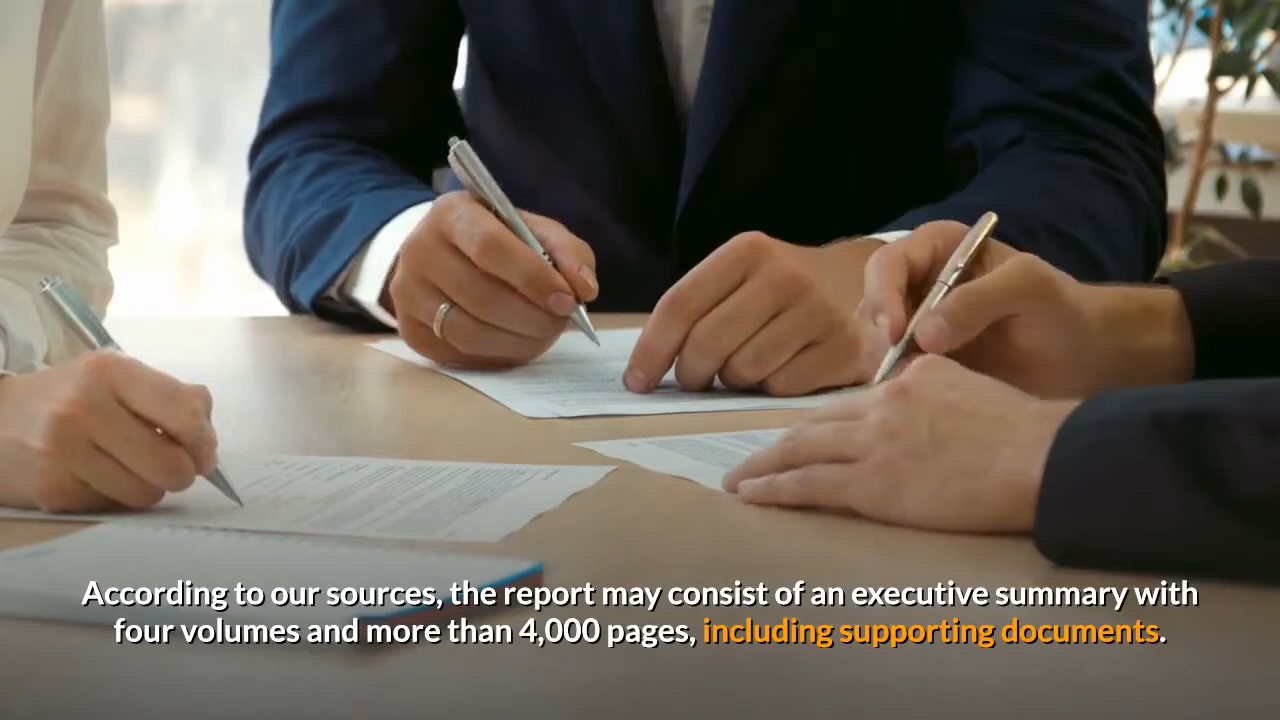 According to our sources, the report may consist of an executive summary with
four volumes and more than 4,000 pages, including supporting documents.